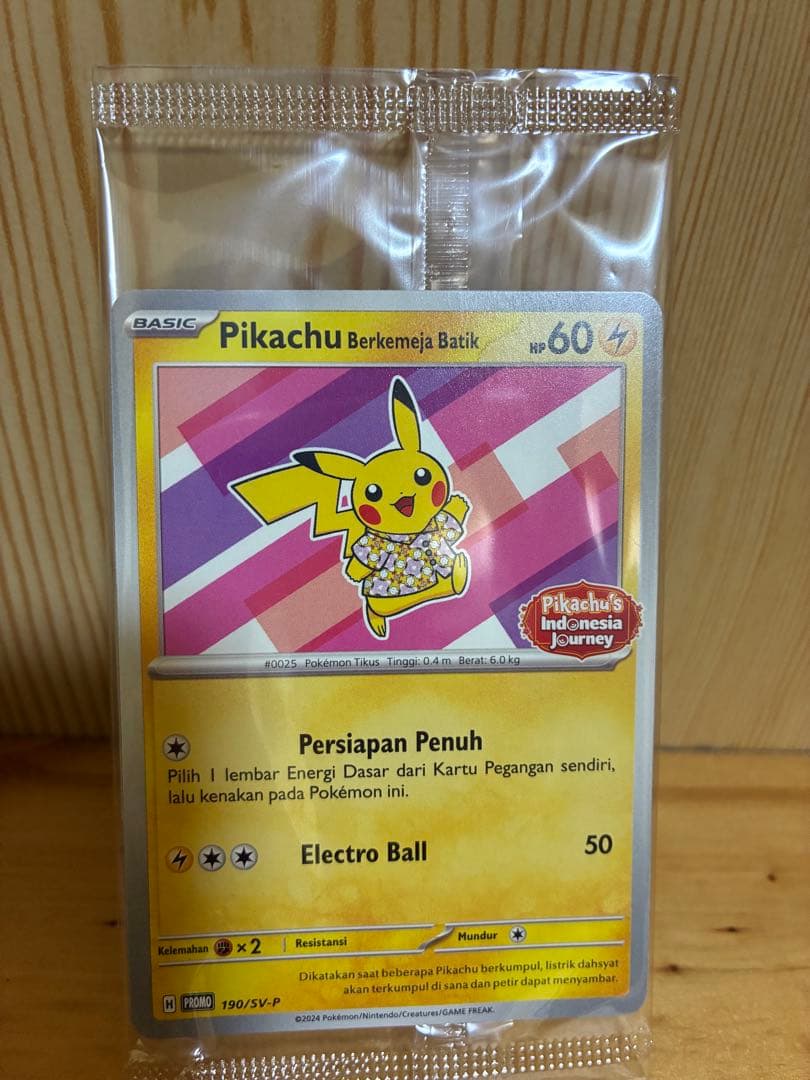 BASIC Pikachu Berkemeja Batik HP 60
Pikachu's
Indonesia
Journey
#0025 Pokémon Tikus Tinggi: 0.4 m Berat: 6.0 kg
Persiapan Penuh
Pilih 1 lembar Energi Dasar dari Kartu Pegangan sendiri,
lalu kenakan pada Pokémon ini.
Electro Ball 50
Kelemahan ×2 Resistansi Mundur
Dikatakan saat beberapa Pikachu berkumpul, listrik dahsyat
akan terkumpul di sana dan petir dapat menyambar.
H PROMO 190/SV-P
©2024 Pokémon/Nintendo/Creatures/GAME FREAK.